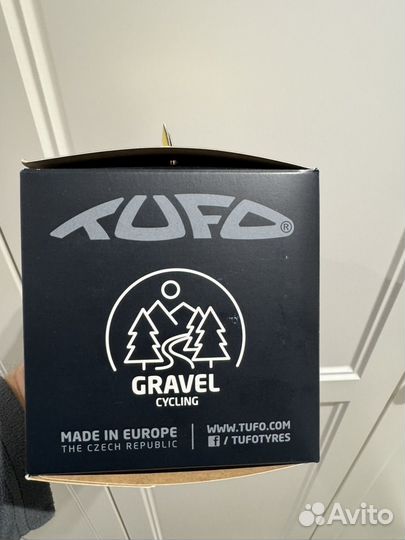 TUFO®
GRAVEL
CYCLING
MADE IN EUROPE
THE CZECH REPUBLIC
WWW.TUFO.COM
f / TUFOTYRES
Avito